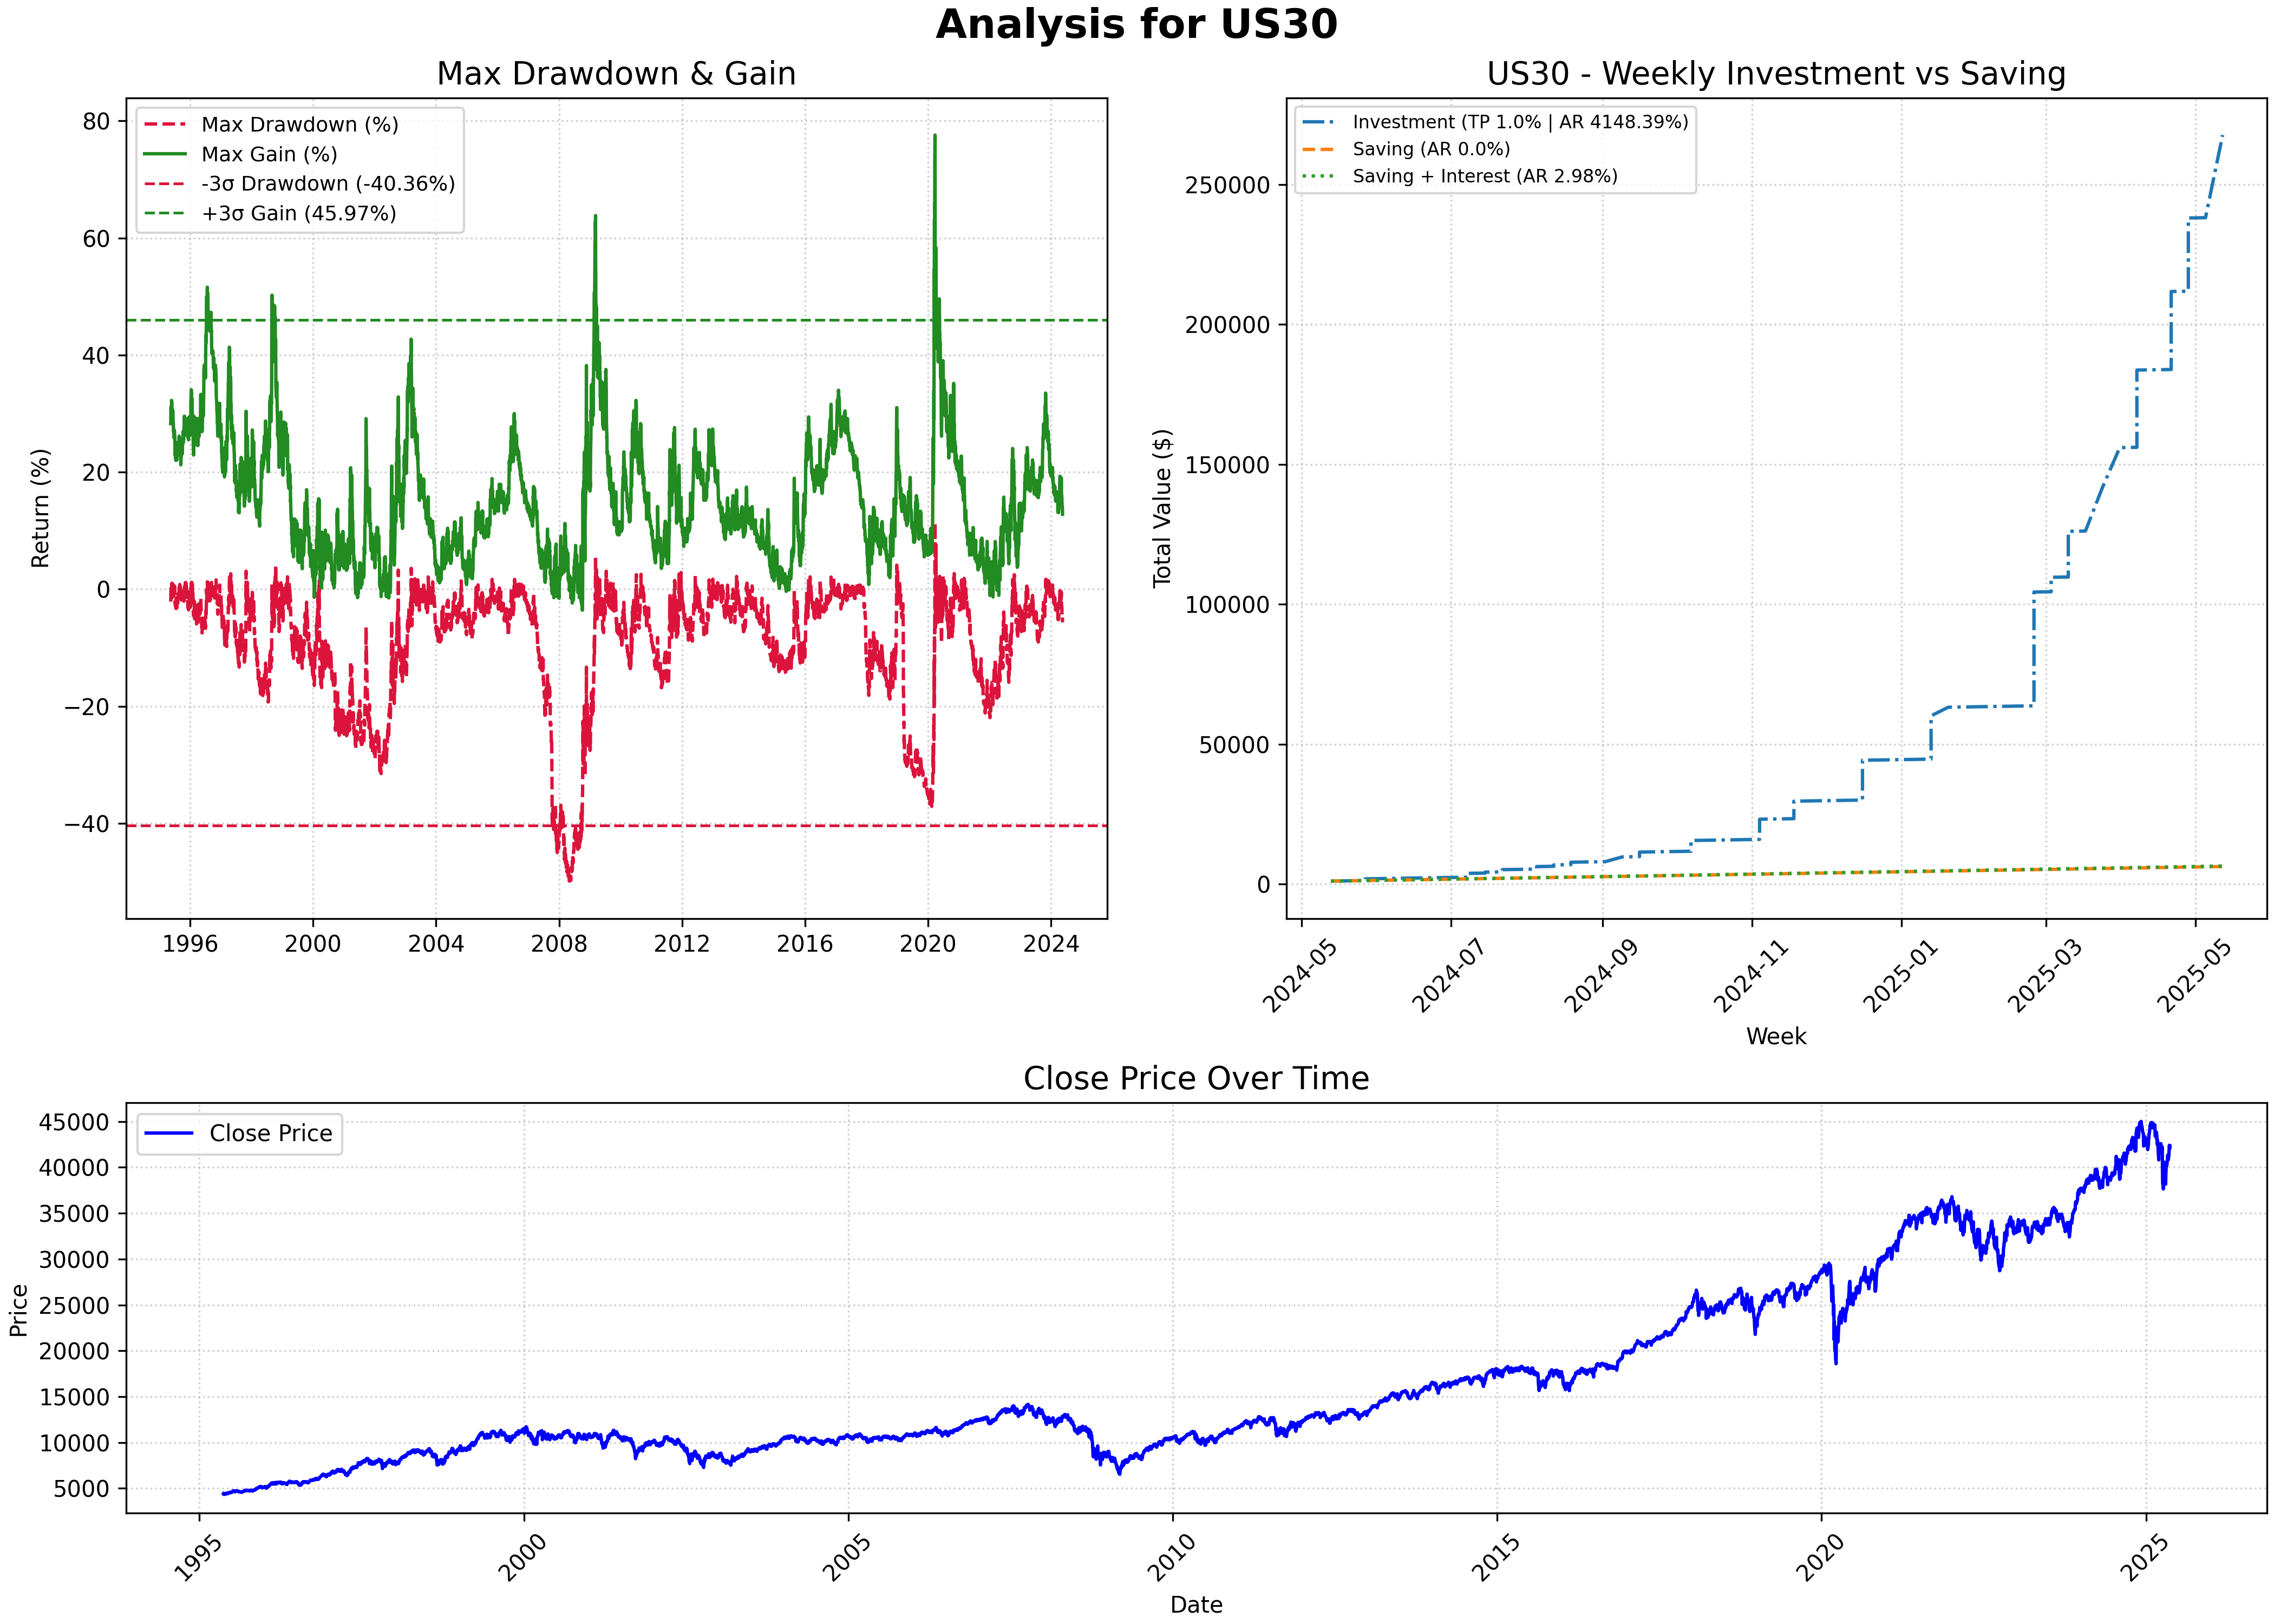 Analysis for US30
Max Drawdown & Gain
Max Drawdown (%)
Max Gain (%)
-3σ Drawdown (-40.36%)
+3σ Gain (45.97%)
Return (%)
80
60
40
20
0
−20
−40
1996
2000
2004
2008
2012
2016
2020
2024
US30 - Weekly Investment vs Saving
Investment (TP 1.0% | AR 4148.39%)
Saving (AR 0.0%)
Saving + Interest (AR 2.98%)
Total Value ($)
250000
200000
150000
100000
50000
0
2024-05
2024-07
2024-09
2024-11
2025-01
2025-03
2025-05
Week
Close Price Over Time
Close Price
Price
45000
40000
35000
30000
25000
20000
15000
10000
5000
1995
2000
2005
2010
2015
2020
2025
Date